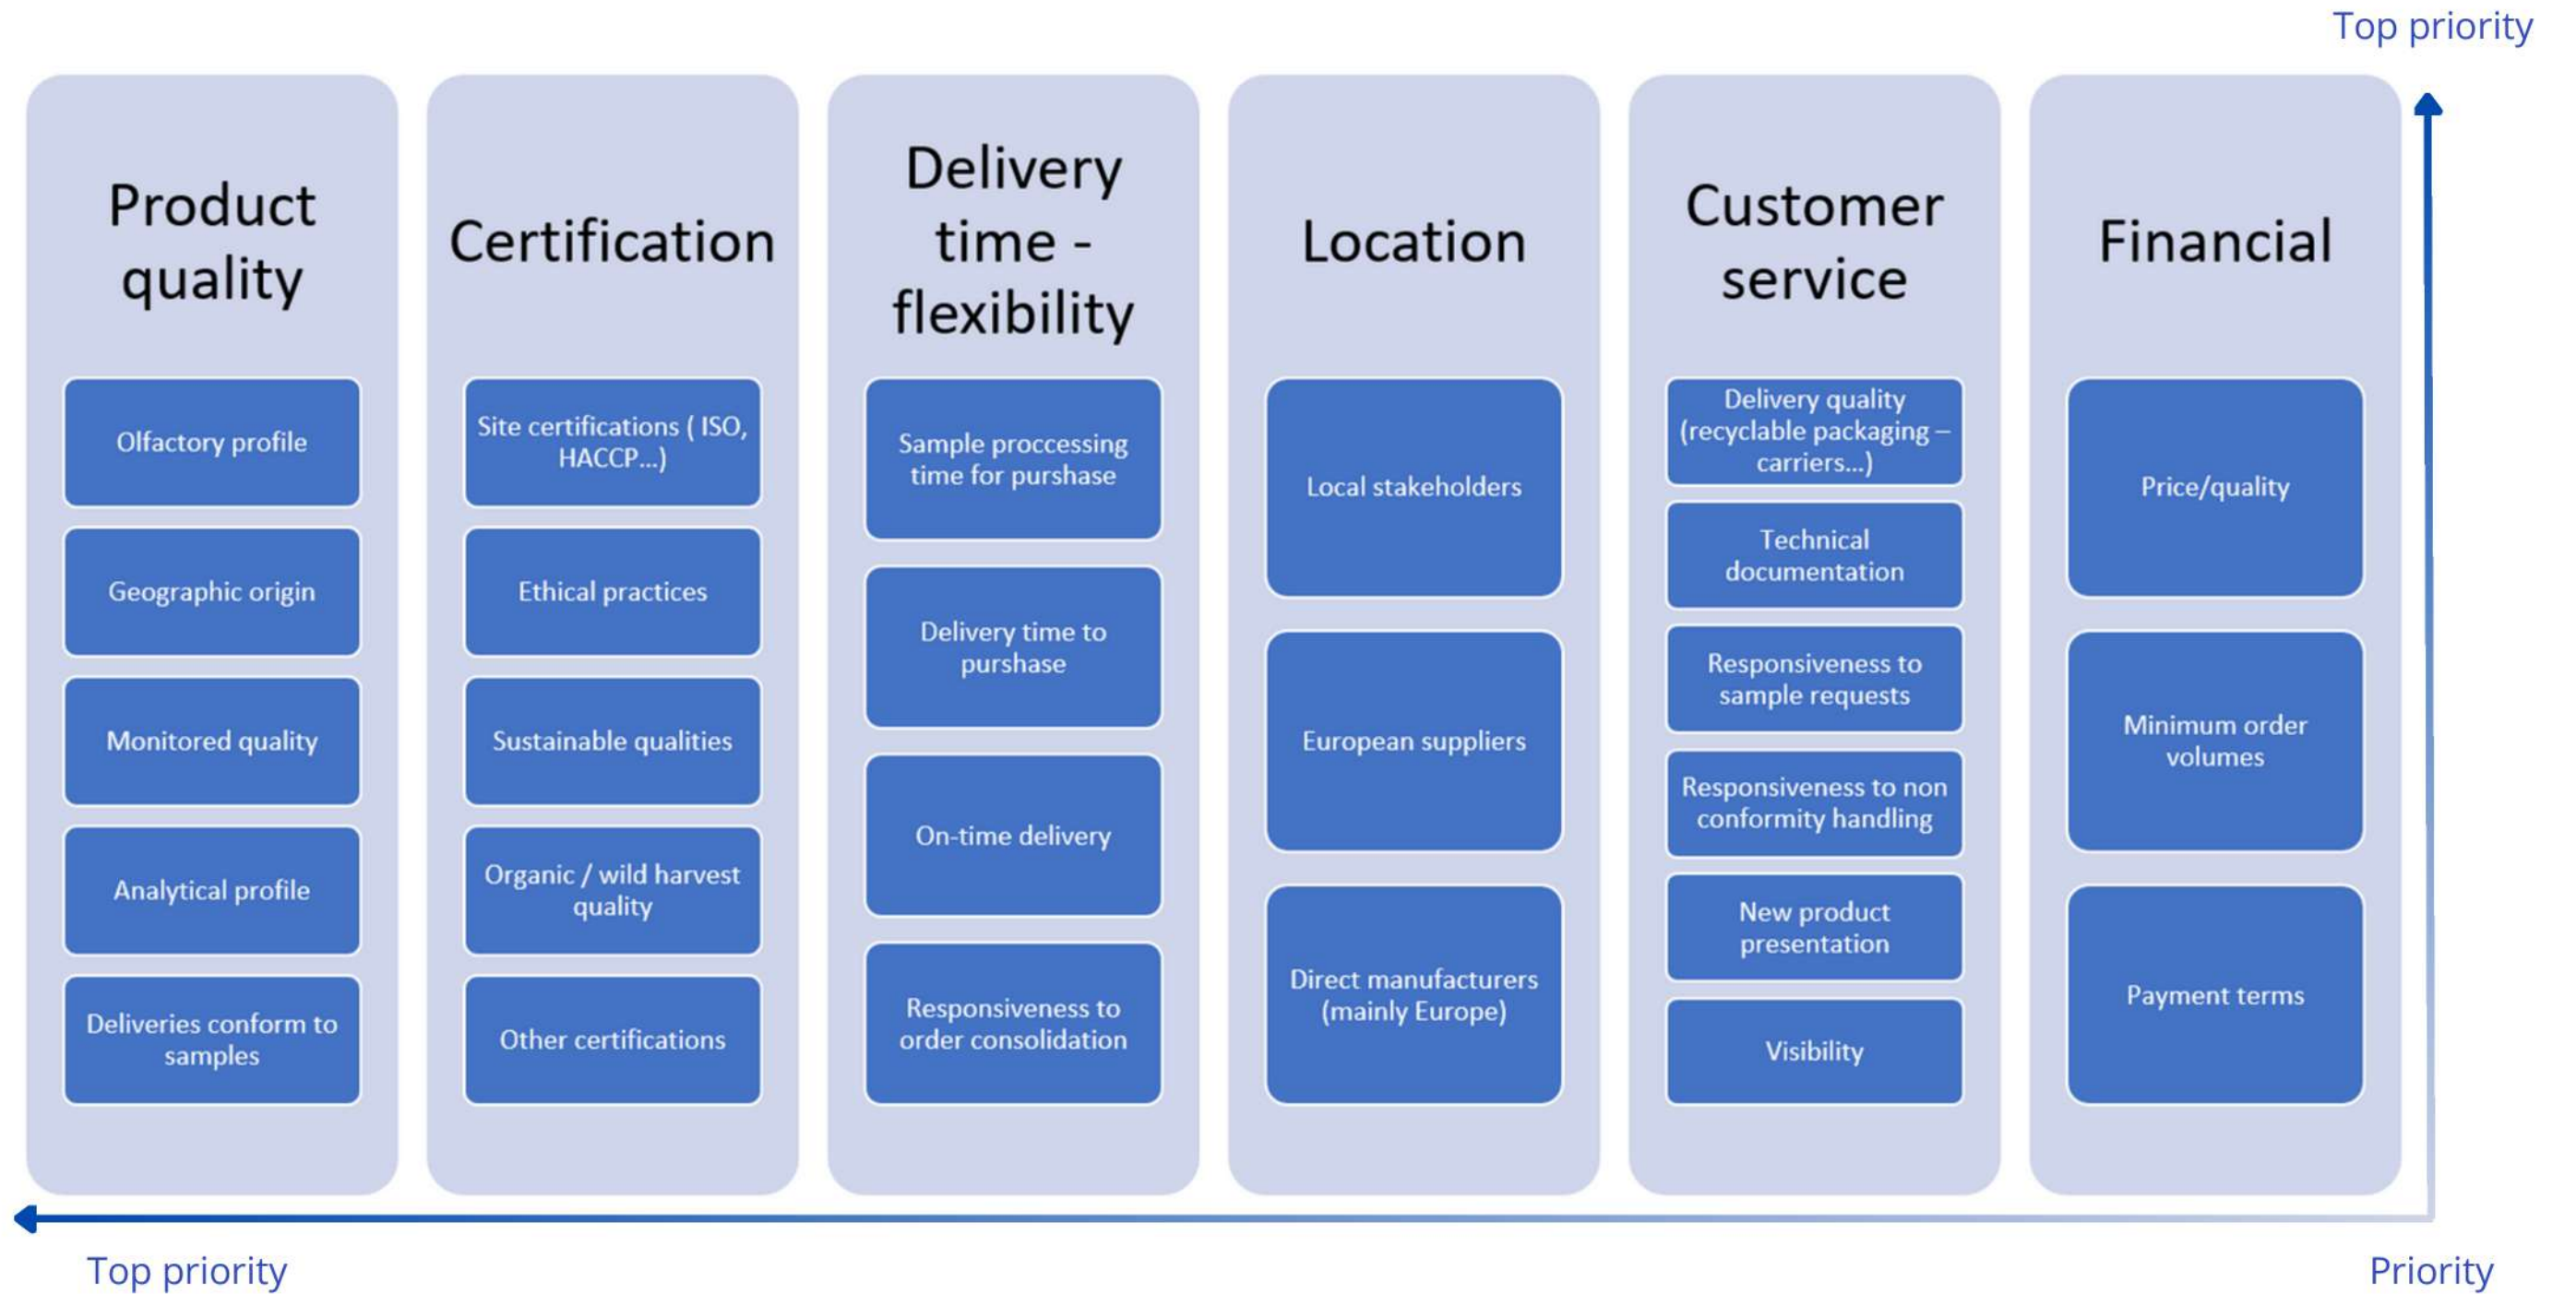 Top priority
Product
quality
Olfactory profile
Geographic origin
Monitored quality
Analytical profile
Deliveries conform to
samples
Certification
Site certifications ( ISO,
HACCP...)
Ethical practices
Sustainable qualities
Organic / wild harvest
quality
Other certifications
Delivery
time -
flexibility
Sample proccessing
time for purshase
Delivery time to
purshase
On-time delivery
Responsiveness to
order consolidation
Location
Local stakeholders
European suppliers
Direct manufacturers
(mainly Europe)
Customer
service
Delivery quality
(recyclable packaging –
carriers...)
Technical
documentation
Responsiveness to
sample requests
Responsiveness to non
conformity handling
New product
presentation
Visibility
Financial
Price/quality
Minimum order
volumes
Payment terms
Top priority
Priority